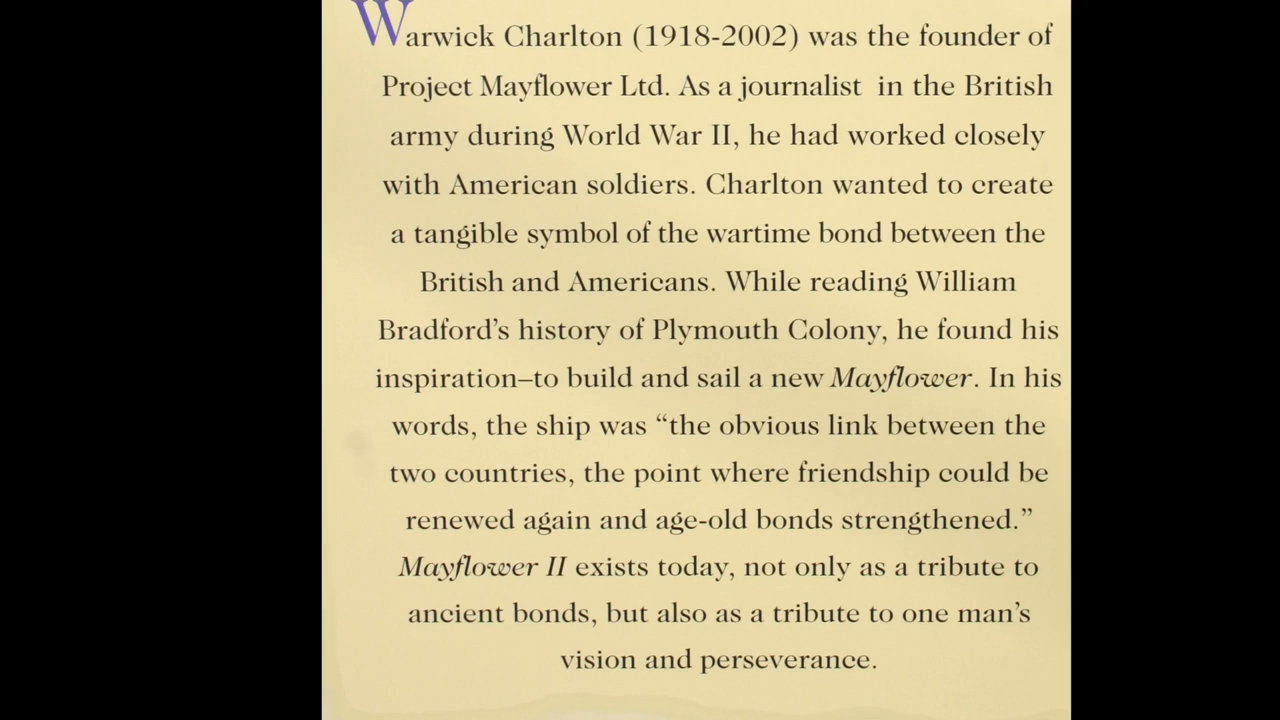 Warwick Charlton (1918-2002) was the founder of
Project Mayflower Ltd. As a journalist in the British
army during World War II, he had worked closely
with American soldiers. Charlton wanted to create
a tangible symbol of the wartime bond between the
British and Americans. While reading William
Bradford’s history of Plymouth Colony, he found his
inspiration–to build and sail a new Mayflower. In his
words, the ship was “the obvious link between the
two countries, the point where friendship could be
renewed again and age-old bonds strengthened.”
Mayflower II exists today, not only as a tribute to
ancient bonds, but also as a tribute to one man’s
vision and perseverance.